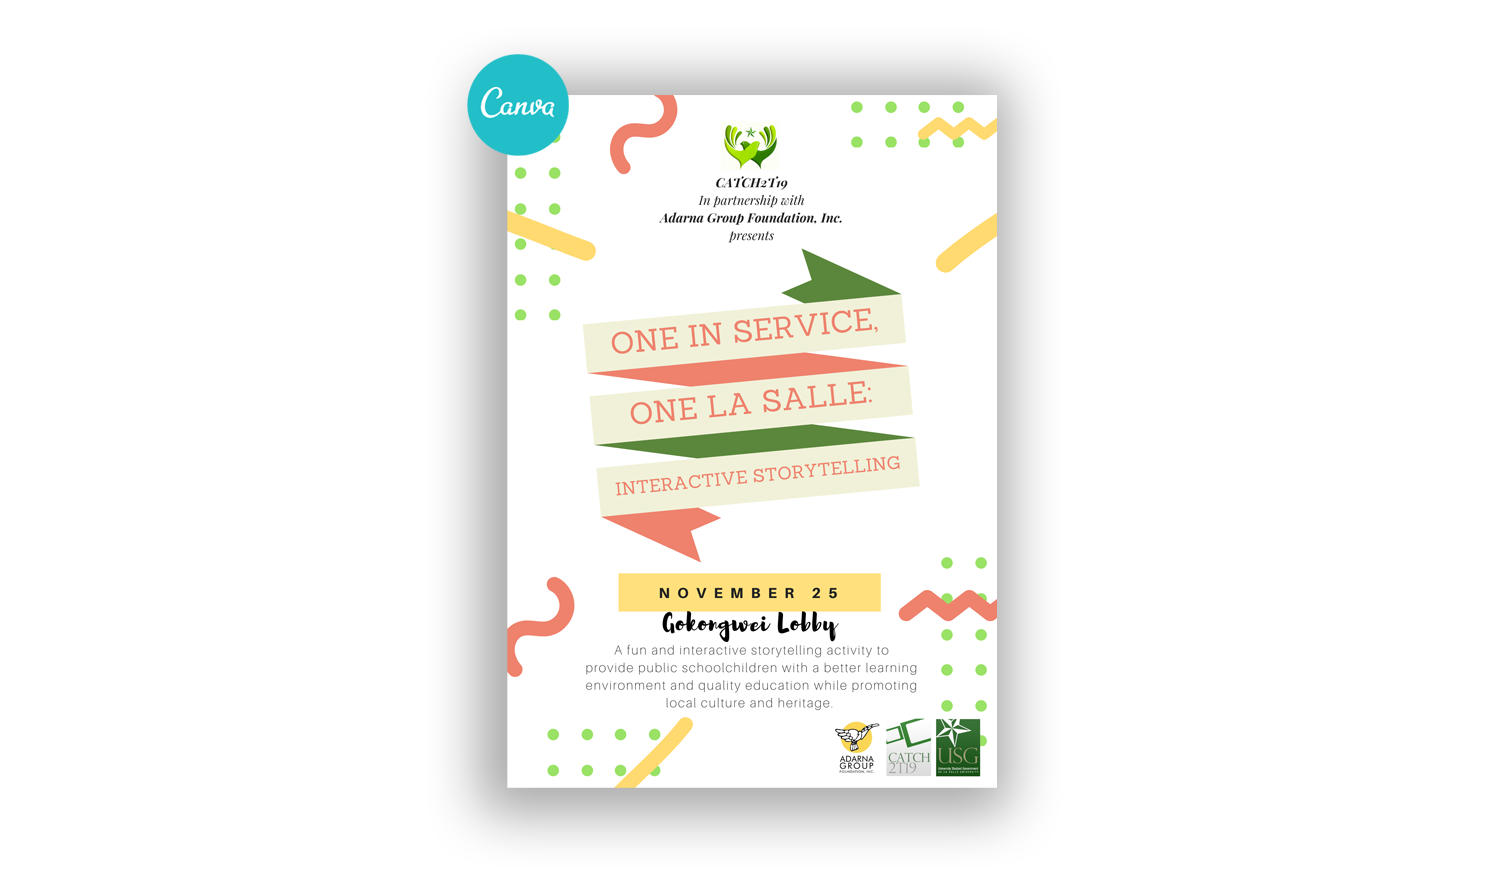 Canva
CATCH2T19
In partnership with
Adarna Group Foundation, Inc.
presents
ONE IN SERVICE,
ONE LA SALLE:
INTERACTIVE STORYTELLING
NOVEMBER 25
Gokongwei Lobby
A fun and interactive storytelling activity to
provide public schoolchildren with a better learning
environment and quality education while promoting
local culture and heritage.
ADARNA
GROUP
FOUNDATION, INC.
CATCH
2T19
USG